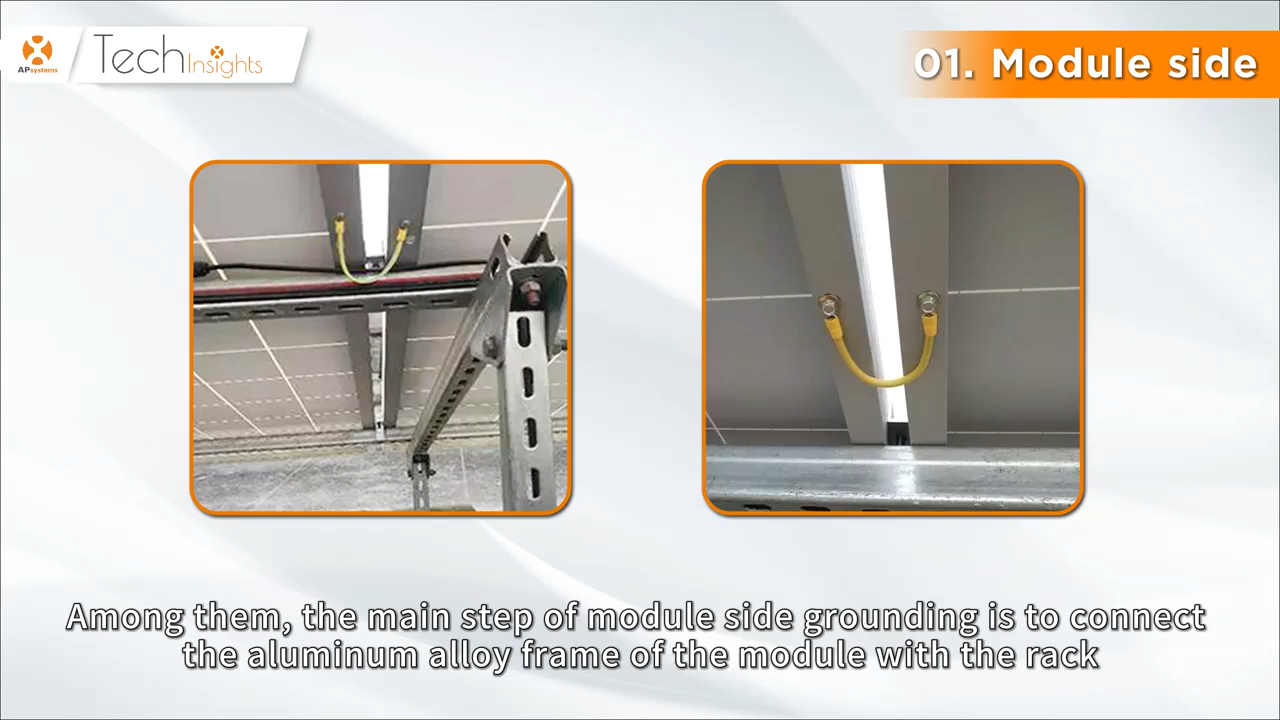 APsystems
Tech Insights
01. Module side
Among them, the main step of module side grounding is to connect
the aluminum alloy frame of the module with the rack